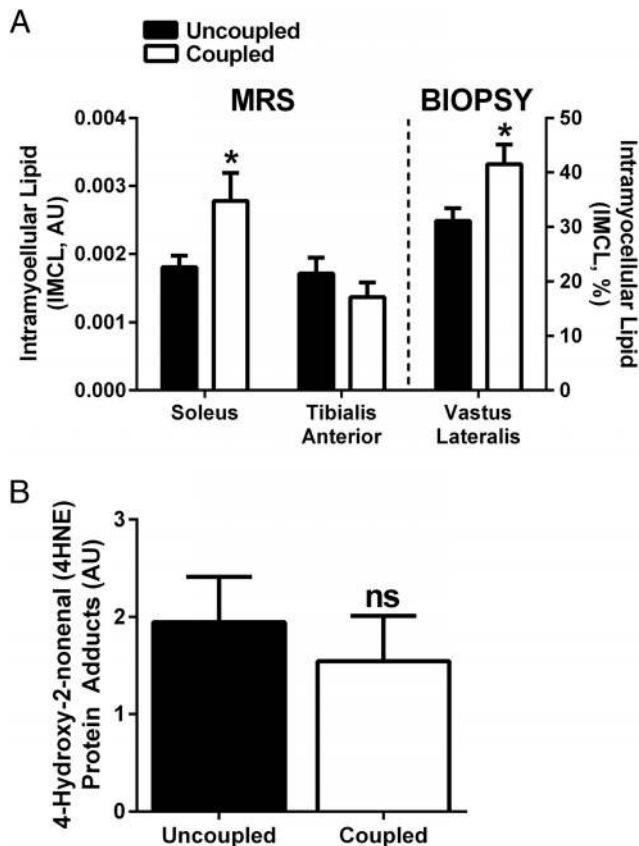 A
Uncoupled
Coupled
MRS
BIOPSY
Intramyoellular Lipid
(IMCL, AU)
0.004
0.003
0.002
0.001
0.000
*
*
50
40
30
20
10
0
Intramyocellular Lipid
(IMCL, %)
Soleus
Tibialis
Anterior
Vastus
Lateralis
B
4-Hydroxy-2-nonenal (4HNE)
Protein Adducts (AU)
3
2
1
0
ns
Uncoupled
Coupled